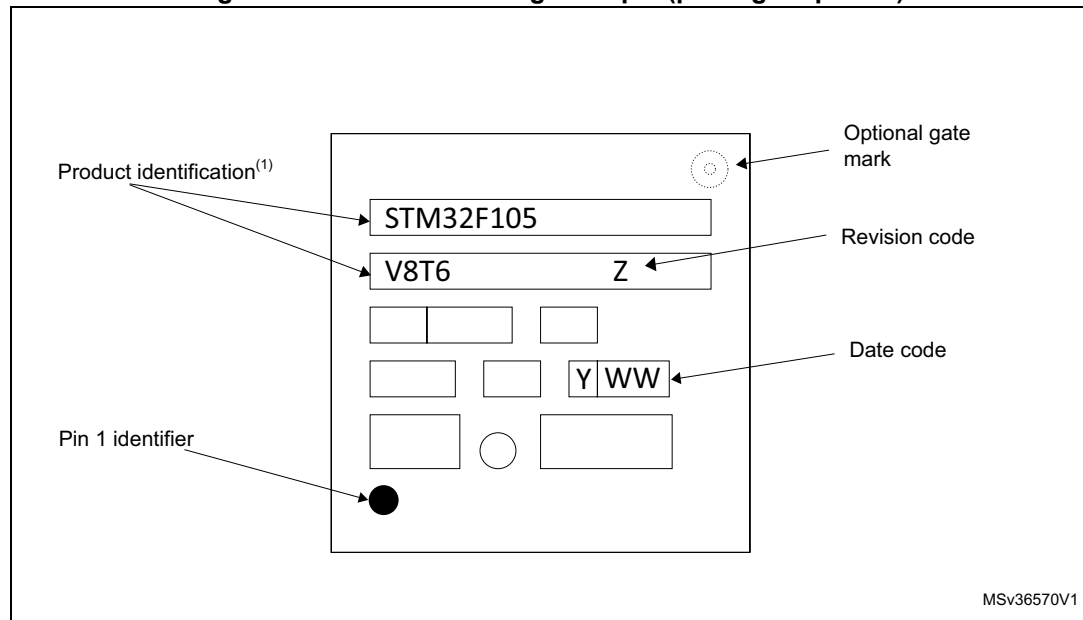 Optional gate
mark
Product identification(1)
STM32F105
Revision code
V8T6 Z
Date code
Y WW
Pin 1 identifier
MSv36570V1